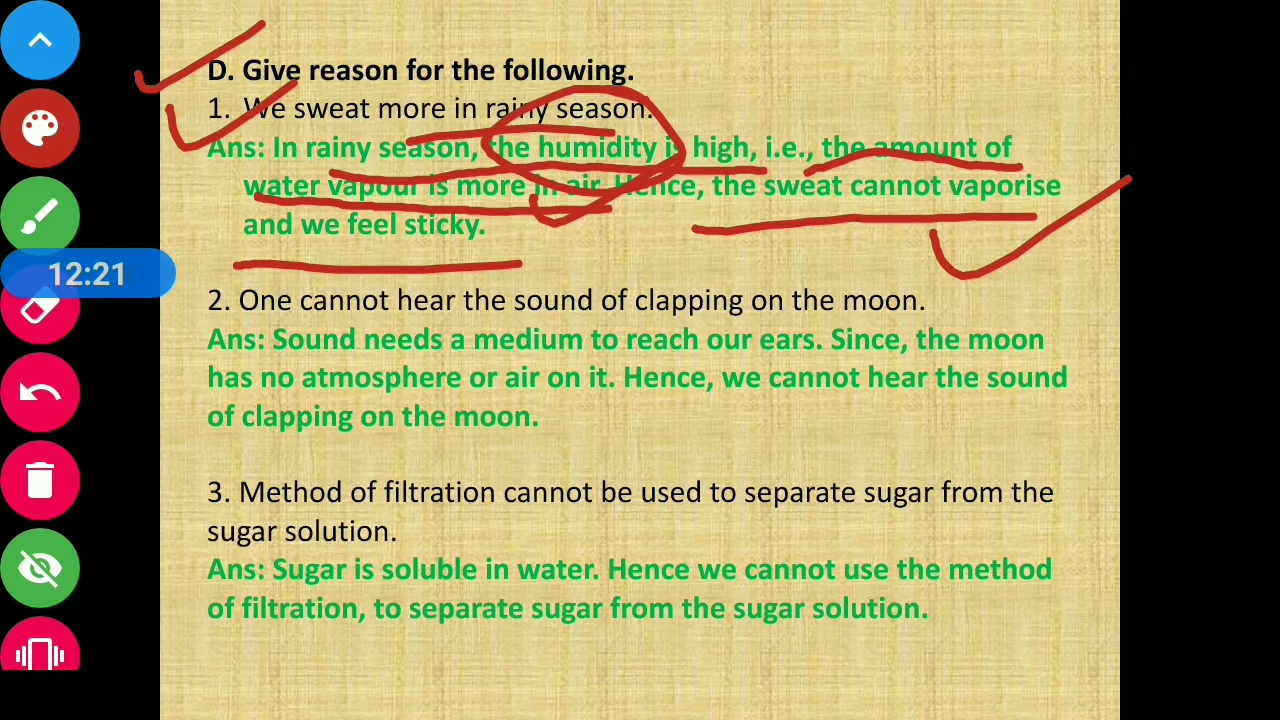 D. Give reason for the following.
1. We sweat more in rainy season.
Ans: In rainy season, the humidity is high, i.e., the amount of
water vapour is more in air. Hence, the sweat cannot vaporise
and we feel sticky.
12:21
2. One cannot hear the sound of clapping on the moon.
Ans: Sound needs a medium to reach our ears. Since, the moon
has no atmosphere or air on it. Hence, we cannot hear the sound
of clapping on the moon.
3. Method of filtration cannot be used to separate sugar from the
sugar solution.
Ans: Sugar is soluble in water. Hence we cannot use the method
of filtration, to separate sugar from the sugar solution.